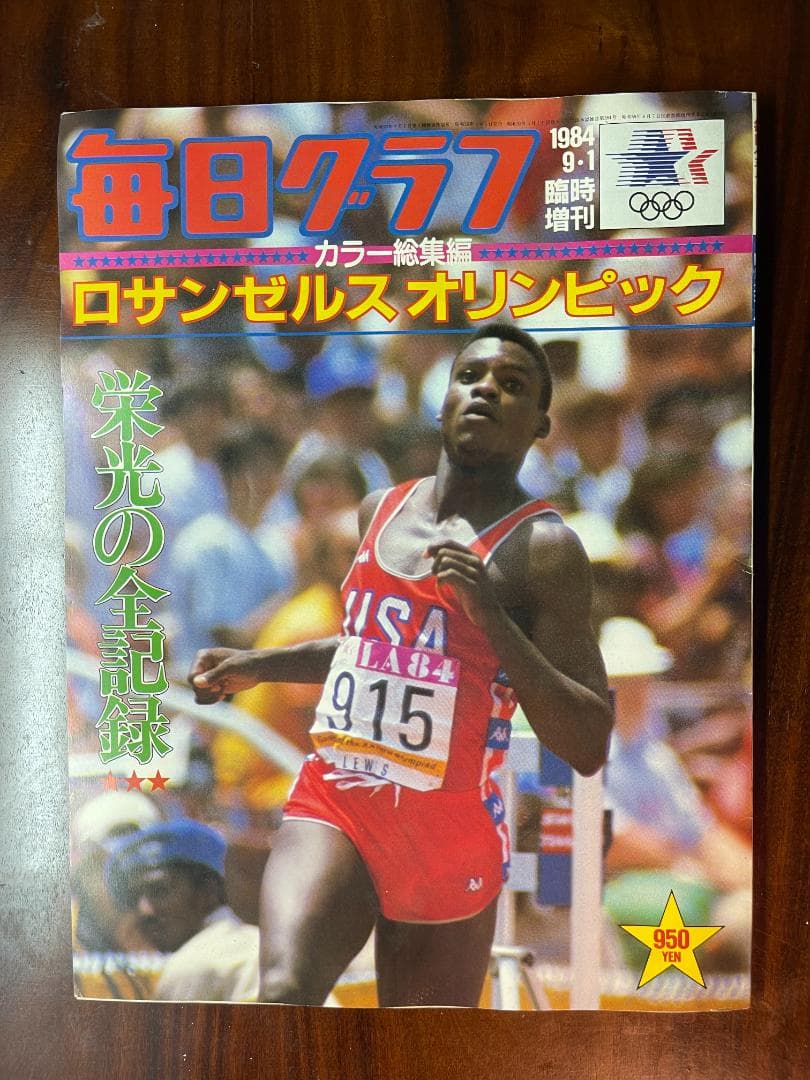 毎日グラフ
1984
9・1
臨時
増刊
カラー総集編
ロサンゼルスオリンピック
栄光の全記録
USA
LA84
915
LEWIS
950
YEN